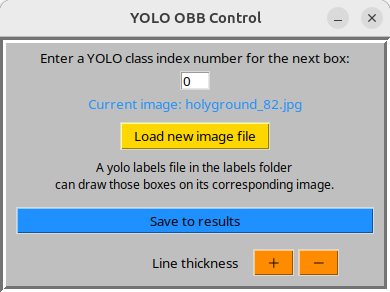 YOLO OBB Control
Enter a YOLO class index number for the next box:
0
Current image: holyground_82.jpg
Load new image file
A yolo labels file in the labels folder
can draw those boxes on its corresponding image.
Save to results
Line thickness + −